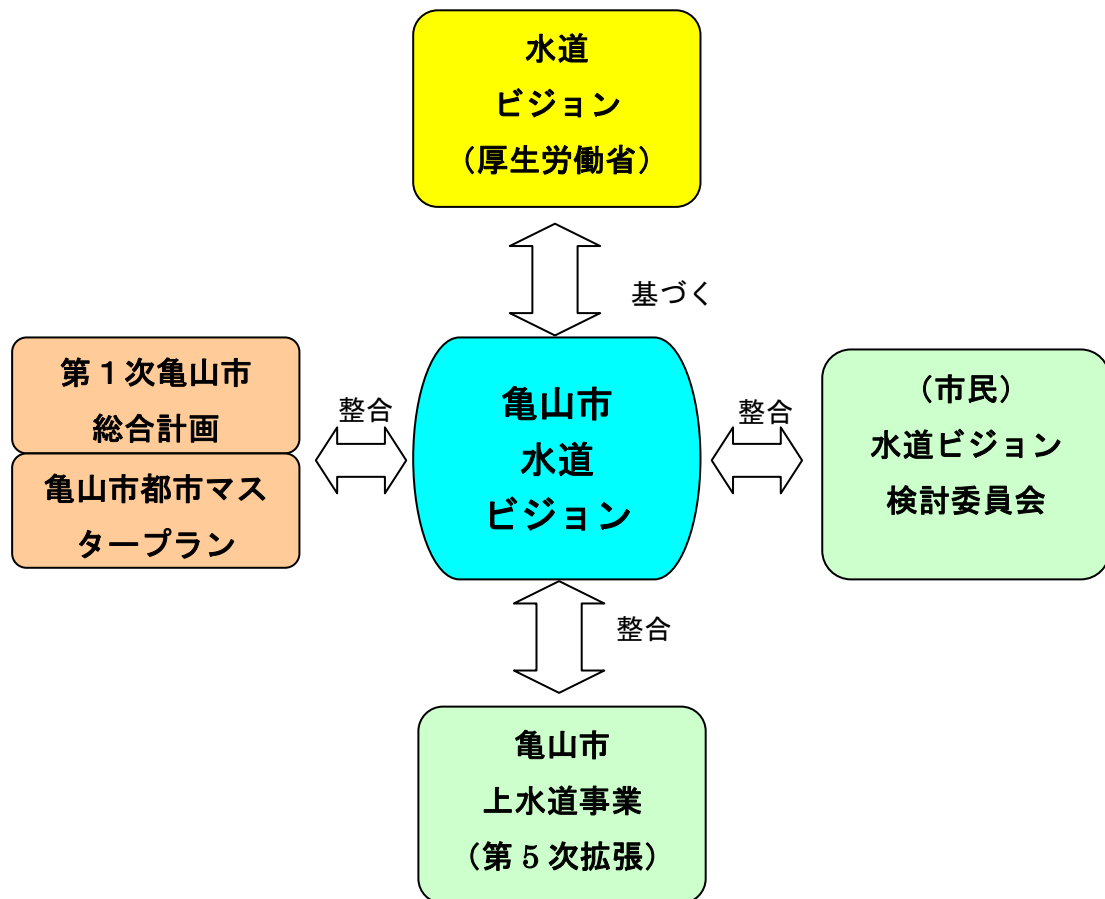 水道
ビジョン
（厚生労働省）
基づく
第１次亀山市
総合計画
亀山市都市マス
タープラン
整合
亀山市
水道
ビジョン
整合
（市民）
水道ビジョン
検討委員会
整合
亀山市
上水道事業
（第５次拡張）